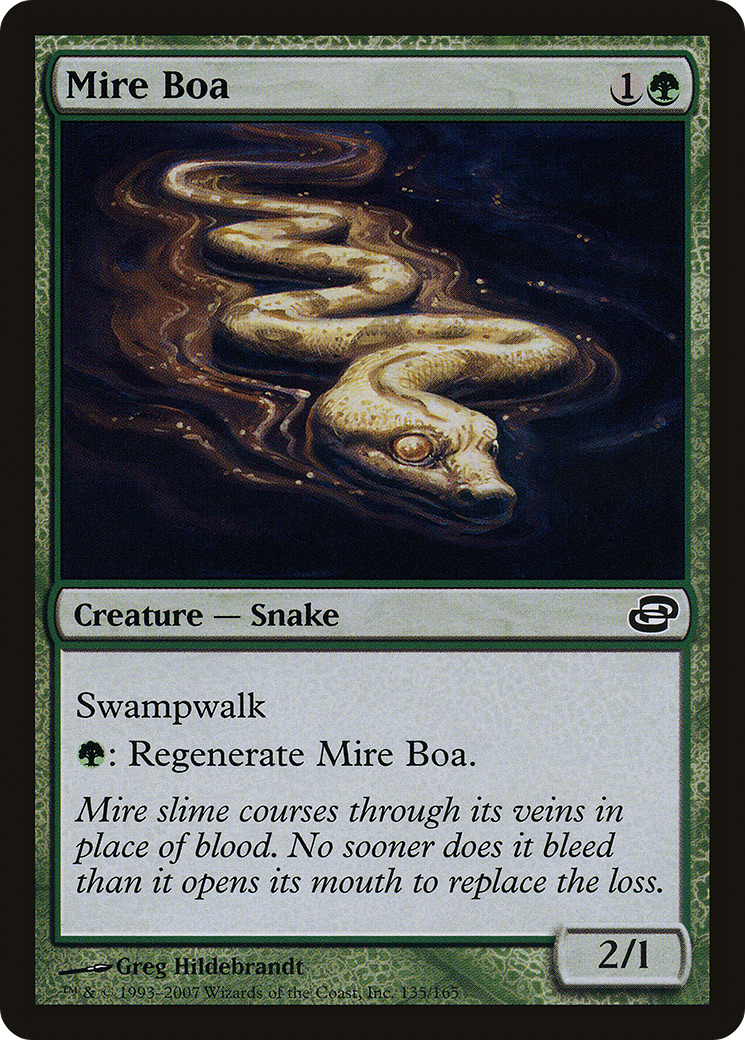 Mire Boa 1
Creature — Snake
Swampwalk
: Regenerate Mire Boa.
Mire slime courses through its veins in
place of blood. No sooner does it bleed
than it opens its mouth to replace the loss.
2/1
Greg Hildebrandt
™ & © 1993–2007 Wizards of the Coast, Inc. 135/165